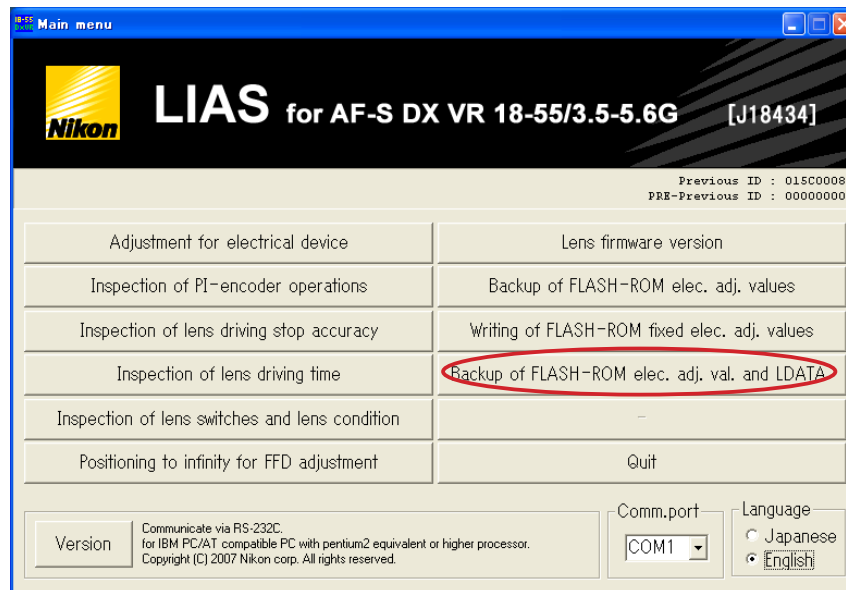 18-55 DXVR Main menu
Nikon
LIAS for AF-S DX VR 18-55/3.5-5.6G [J18434]
Previous ID : 015C0008
PRE-Previous ID : 00000000
Adjustment for electrical device
Lens firmware version
Inspection of PI-encoder operations
Backup of FLASH-ROM elec. adj. values
Inspection of lens driving stop accuracy
Writing of FLASH-ROM fixed elec. adj. values
Inspection of lens driving time
Backup of FLASH-ROM elec. adj. val. and LDATA
Inspection of lens switches and lens condition
-
Positioning to infinity for FFD adjustment
Quit
Version
Communicate via RS-232C.
for IBM PC/AT compatible PC with pentium2 equivalent or higher processor.
Copyright (C) 2007 Nikon corp. All rights reserved.
Comm.port
COM1
Language
Japanese
English